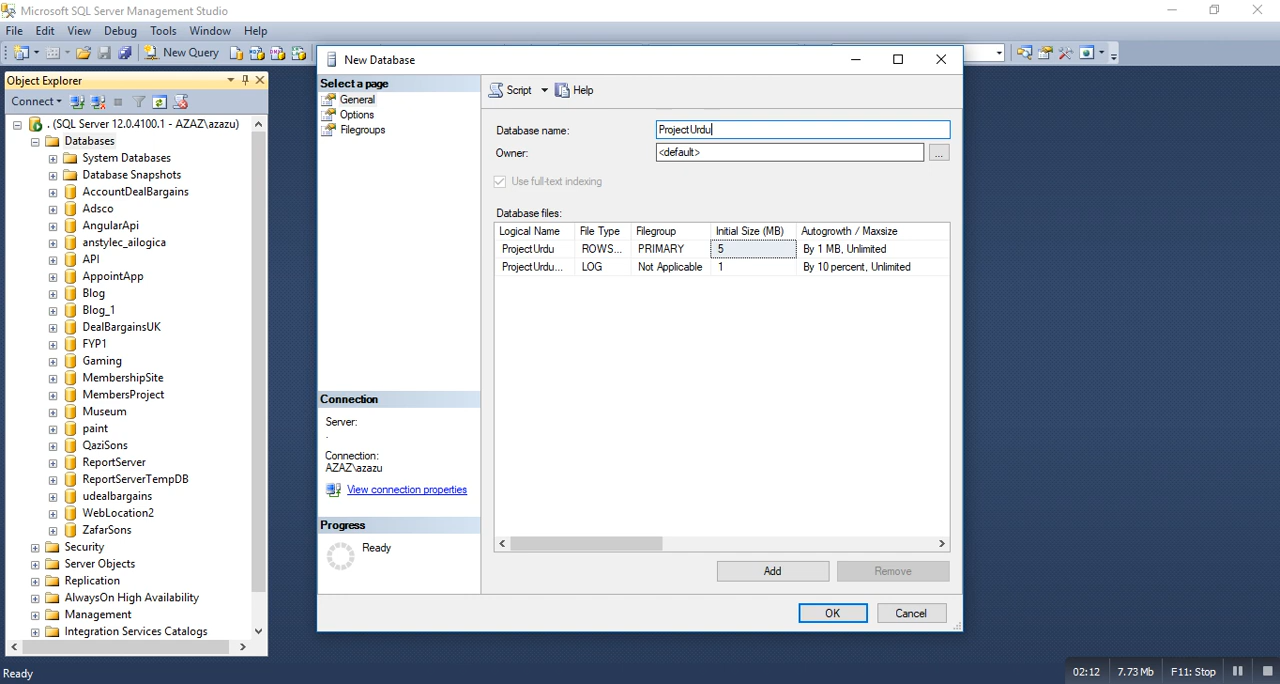 Microsoft SQL Server Management Studio
File Edit View Debug Tools Window Help
New Query
Object Explorer
Connect
. (SQL Server 12.0.4100.1 - AZAZ\azazu)
Databases
System Databases
Database Snapshots
AccountDealBargains
Adsco
AngularApi
anstylec_ailogica
API
AppointApp
Blog
Blog_1
DealBargainsUK
FYP1
Gaming
MembershipSite
MembersProject
Museum
paint
QaziSons
ReportServer
ReportServerTempDB
udealbargains
WebLocation2
ZafarSons
Security
Server Objects
Replication
AlwaysOn High Availability
Management
Integration Services Catalogs
New Database
Select a page
General
Options
Filegroups
Connection
Server:
.
Connection:
AZAZ\azazu
View connection properties
Progress
Ready
Script Help
Database name: ProjectUrdu
Owner: <default> ...
Use full-text indexing
Database files:
Logical Name File Type Filegroup Initial Size (MB) Autogrowth / Maxsize
ProjectUrdu ROWS... PRIMARY 5 By 1 MB, Unlimited
ProjectUrdu... LOG Not Applicable 1 By 10 percent, Unlimited
Add Remove
OK Cancel
Ready
02:12 7.73 Mb F11: Stop